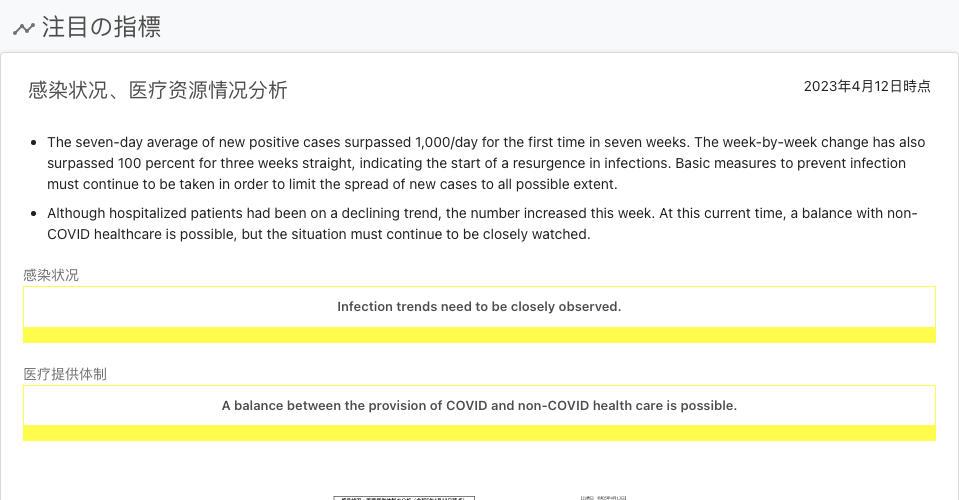 注目の指標
感染状况、医疗资源情况分析
2023年4月12日時点
The seven-day average of new positive cases surpassed 1,000/day for the first time in seven weeks. The week-by-week change has also
surpassed 100 percent for three weeks straight, indicating the start of a resurgence in infections. Basic measures to prevent infection
must continue to be taken in order to limit the spread of new cases to all possible extent.
Although hospitalized patients had been on a declining trend, the number increased this week. At this current time, a balance with non-
COVID healthcare is possible, but the situation must continue to be closely watched.
感染状况
Infection trends need to be closely observed.
医疗提供体制
A balance between the provision of COVID and non-COVID health care is possible.